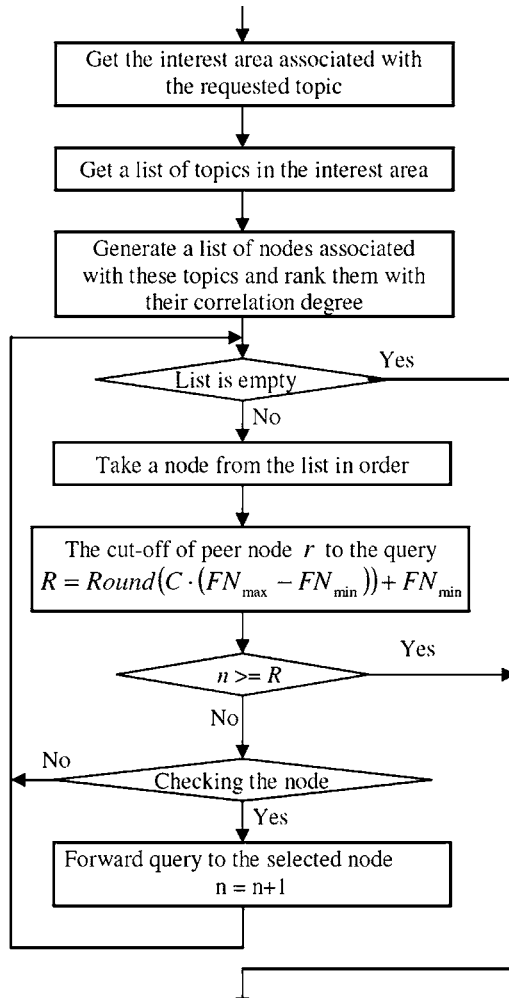 Get the interest area associated with
the requested topic
Get a list of topics in the interest area
Generate a list of nodes associated
with these topics and rank them with
their correlation degree
Yes
List is empty
No
Take a node from the list in order
The cut-off of peer node r to the query
R = Round(C · (FN_max − FN_min)) + FN_min
Yes
n >= R
No
No
Checking the node
Yes
Forward query to the selected node
n = n+1